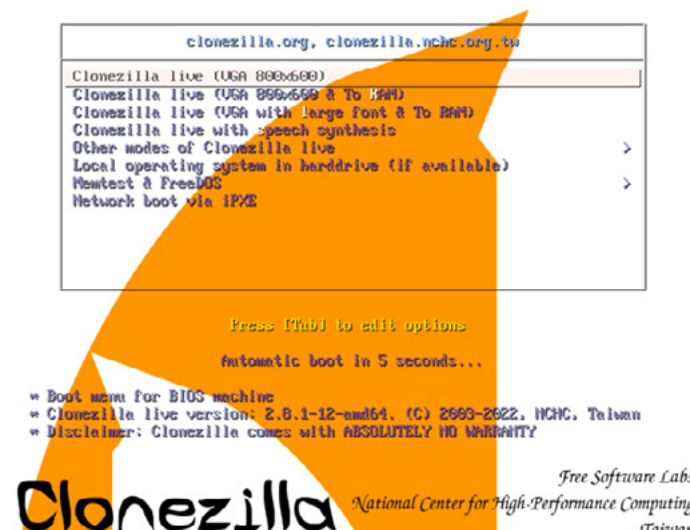 clonezilla.org, clonezilla.nchc.org.tw
Clonezilla live (VGA 800x600)
Clonezilla live (VGA 800x600 & To RAM)
Clonezilla live (VGA with large font & To RAM)
Clonezilla live with speech synthesis
Other modes of Clonezilla live >
Local operating system in harddrive (if available)
Memtest & FreeDOS >
Network boot via iPXE
Press [Tab] to edit options
Automatic boot in 5 seconds...
* Boot menu for BIOS machine
* Clonezilla live version: 2.8.1-12-amd64. (C) 2003-2022, NCHC, Taiwan
* Disclaimer: Clonezilla comes with ABSOLUTELY NO WARRANTY
Free Software Labs
Clonezilla National Center for High-Performance Computing
Taiwan